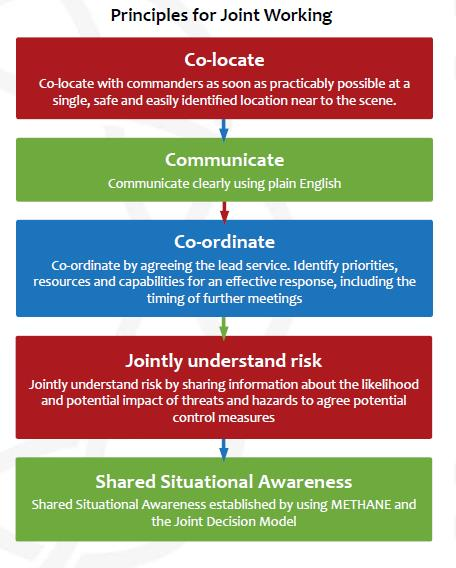 Principles for Joint Working
Co-locate
Co-locate with commanders as soon as practicably possible at a
single, safe and easily identified location near to the scene.
Communicate
Communicate clearly using plain English
Co-ordinate
Co-ordinate by agreeing the lead service. Identify priorities,
resources and capabilities for an effective response, including the
timing of further meetings
Jointly understand risk
Jointly understand risk by sharing information about the likelihood
and potential impact of threats and hazards to agree potential
control measures
Shared Situational Awareness
Shared Situational Awareness established by using METHANE and
the Joint Decision Model